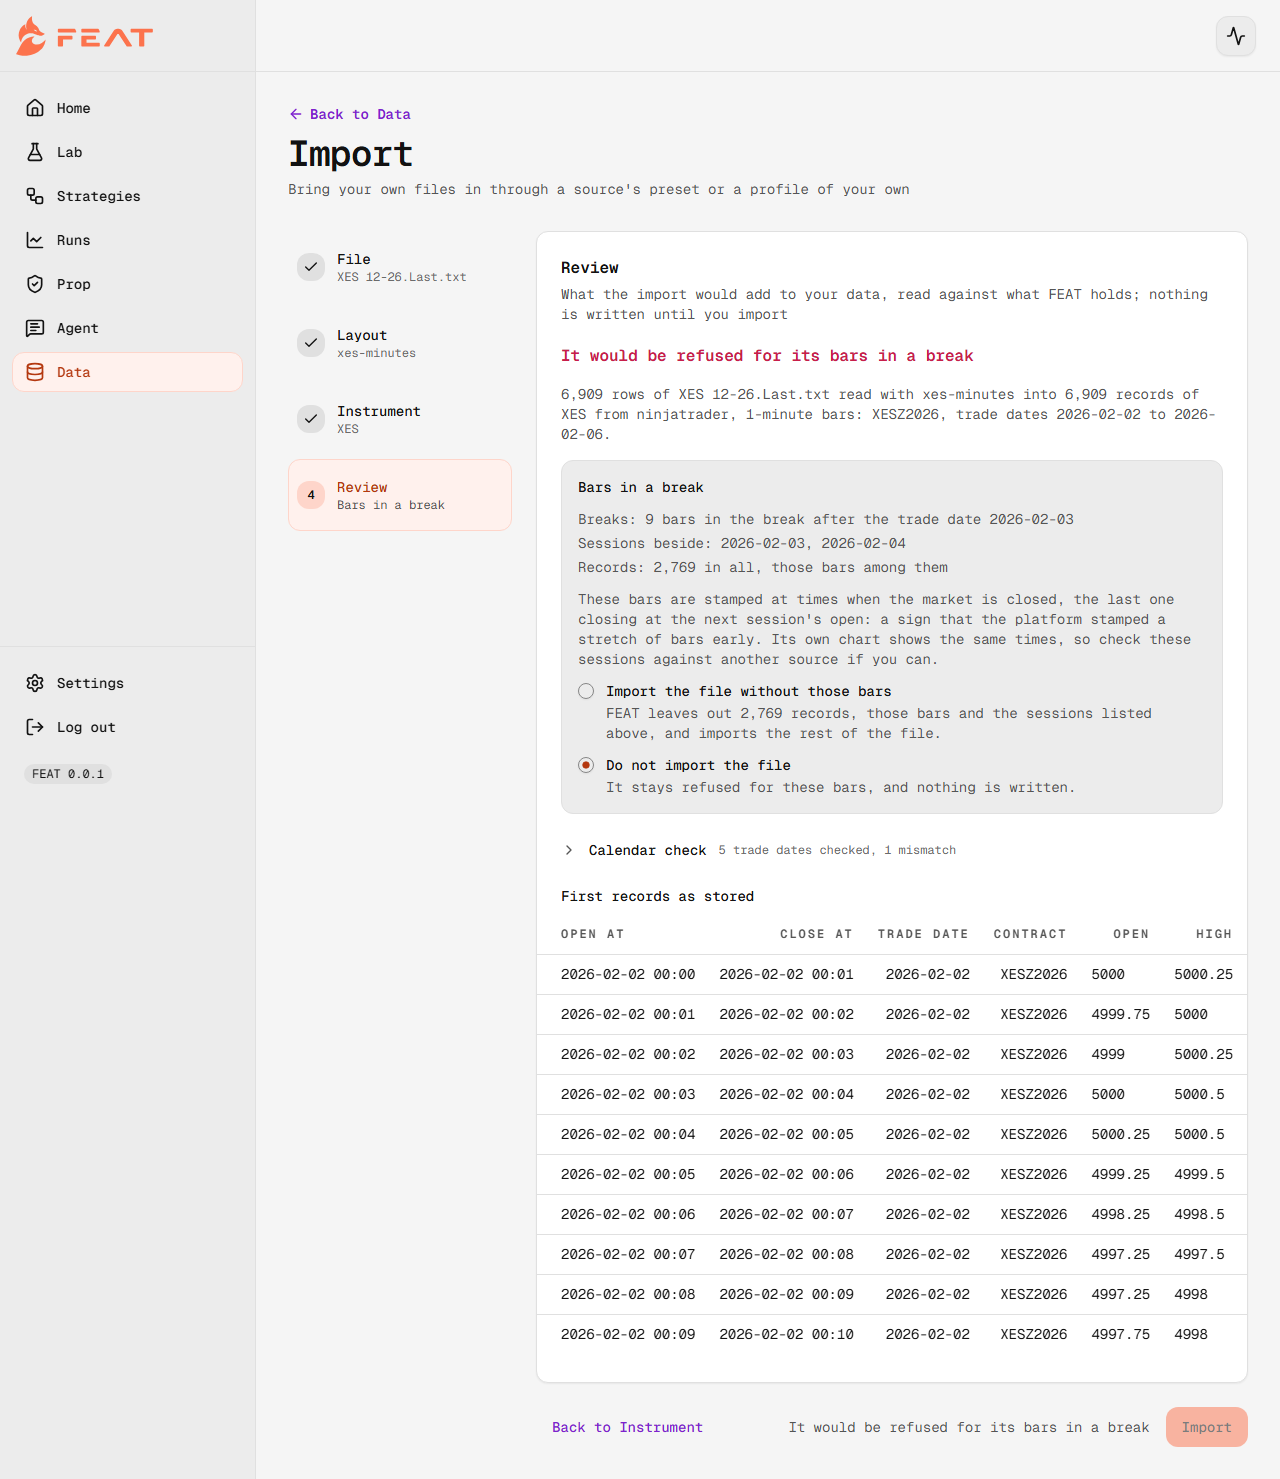 FEAT
Home
Lab
Strategies
Runs
Prop
Agent
Data
Settings
Log out
FEAT 0.0.1
Back to Data
Import
Bring your own files in through a source's preset or a profile of your own
File
XES 12-26.Last.txt
Layout
xes-minutes
Instrument
XES
4
Review
Bars in a break
Review
What the import would add to your data, read against what FEAT holds; nothing
is written until you import
It would be refused for its bars in a break
6,909 rows of XES 12-26.Last.txt read with xes-minutes into 6,909 records of
XES from ninjatrader, 1-minute bars: XESZ2026, trade dates 2026-02-02 to 2026-
02-06.
Bars in a break
Breaks: 9 bars in the break after the trade date 2026-02-03
Sessions beside: 2026-02-03, 2026-02-04
Records: 2,769 in all, those bars among them
These bars are stamped at times when the market is closed, the last one
closing at the next session's open: a sign that the platform stamped a
stretch of bars early. Its own chart shows the same times, so check these
sessions against another source if you can.
Import the file without those bars
FEAT leaves out 2,769 records, those bars and the sessions listed
above, and imports the rest of the file.
Do not import the file
It stays refused for these bars, and nothing is written.
Calendar check 5 trade dates checked, 1 mismatch
First records as stored
OPEN AT CLOSE AT TRADE DATE CONTRACT OPEN HIGH
2026-02-02 00:00 2026-02-02 00:01 2026-02-02 XESZ2026 5000 5000.25
2026-02-02 00:01 2026-02-02 00:02 2026-02-02 XESZ2026 4999.75 5000
2026-02-02 00:02 2026-02-02 00:03 2026-02-02 XESZ2026 4999 5000.25
2026-02-02 00:03 2026-02-02 00:04 2026-02-02 XESZ2026 5000 5000.5
2026-02-02 00:04 2026-02-02 00:05 2026-02-02 XESZ2026 5000.25 5000.5
2026-02-02 00:05 2026-02-02 00:06 2026-02-02 XESZ2026 4999.25 4999.5
2026-02-02 00:06 2026-02-02 00:07 2026-02-02 XESZ2026 4998.25 4998.5
2026-02-02 00:07 2026-02-02 00:08 2026-02-02 XESZ2026 4997.25 4997.5
2026-02-02 00:08 2026-02-02 00:09 2026-02-02 XESZ2026 4997.25 4998
2026-02-02 00:09 2026-02-02 00:10 2026-02-02 XESZ2026 4997.75 4998
Back to Instrument It would be refused for its bars in a break Import